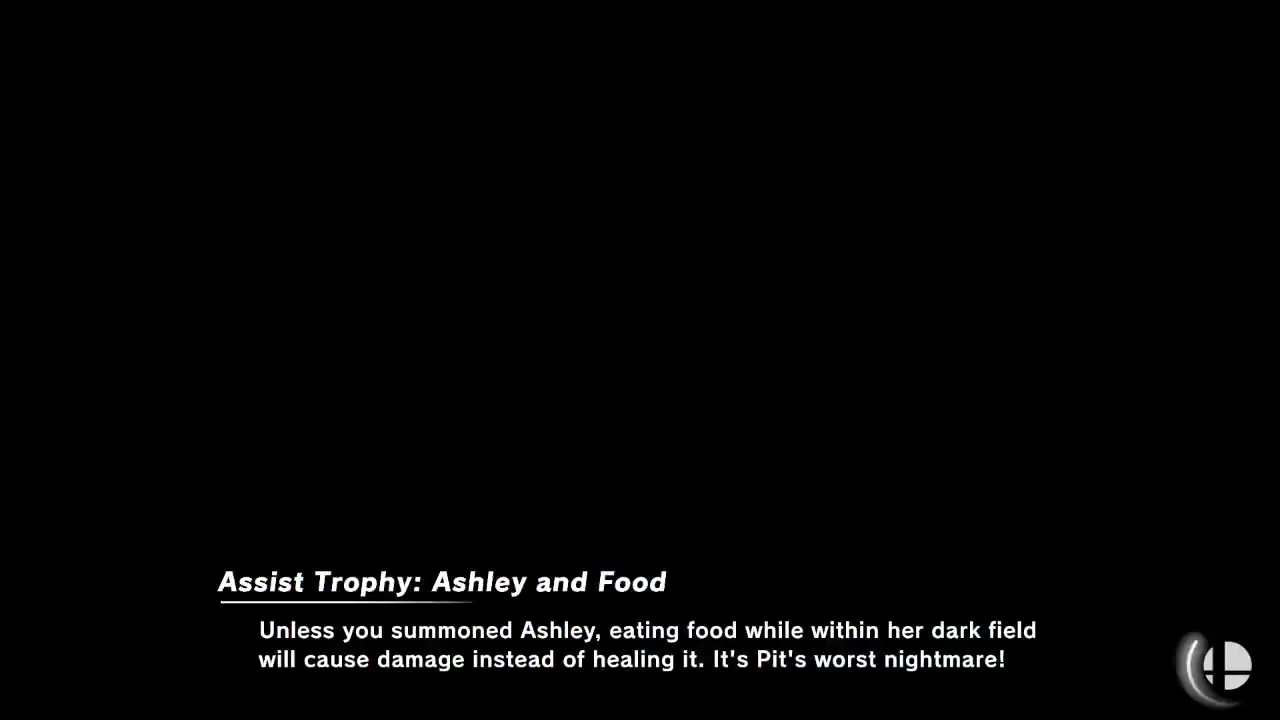 Assist Trophy: Ashley and Food
Unless you summoned Ashley, eating food while within her dark field
will cause damage instead of healing it. It's Pit's worst nightmare!